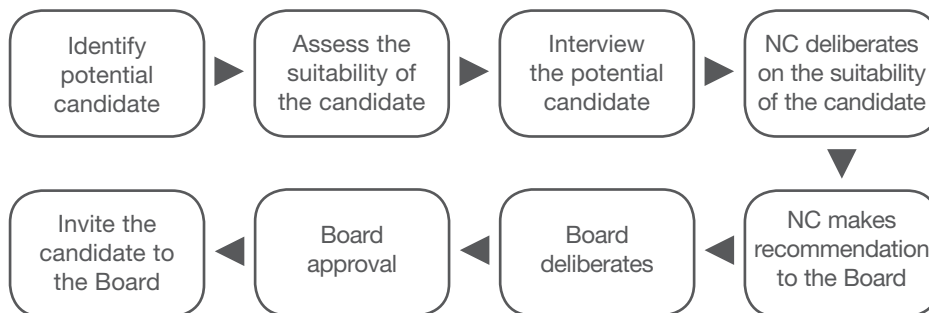 Identify
potential
candidate
Assess the
suitability of
the candidate
Interview
the potential
candidate
NC deliberates
on the suitability
of the candidate
NC makes
recommendation
to the Board
Board
deliberates
Board
approval
Invite the
candidate to
the Board